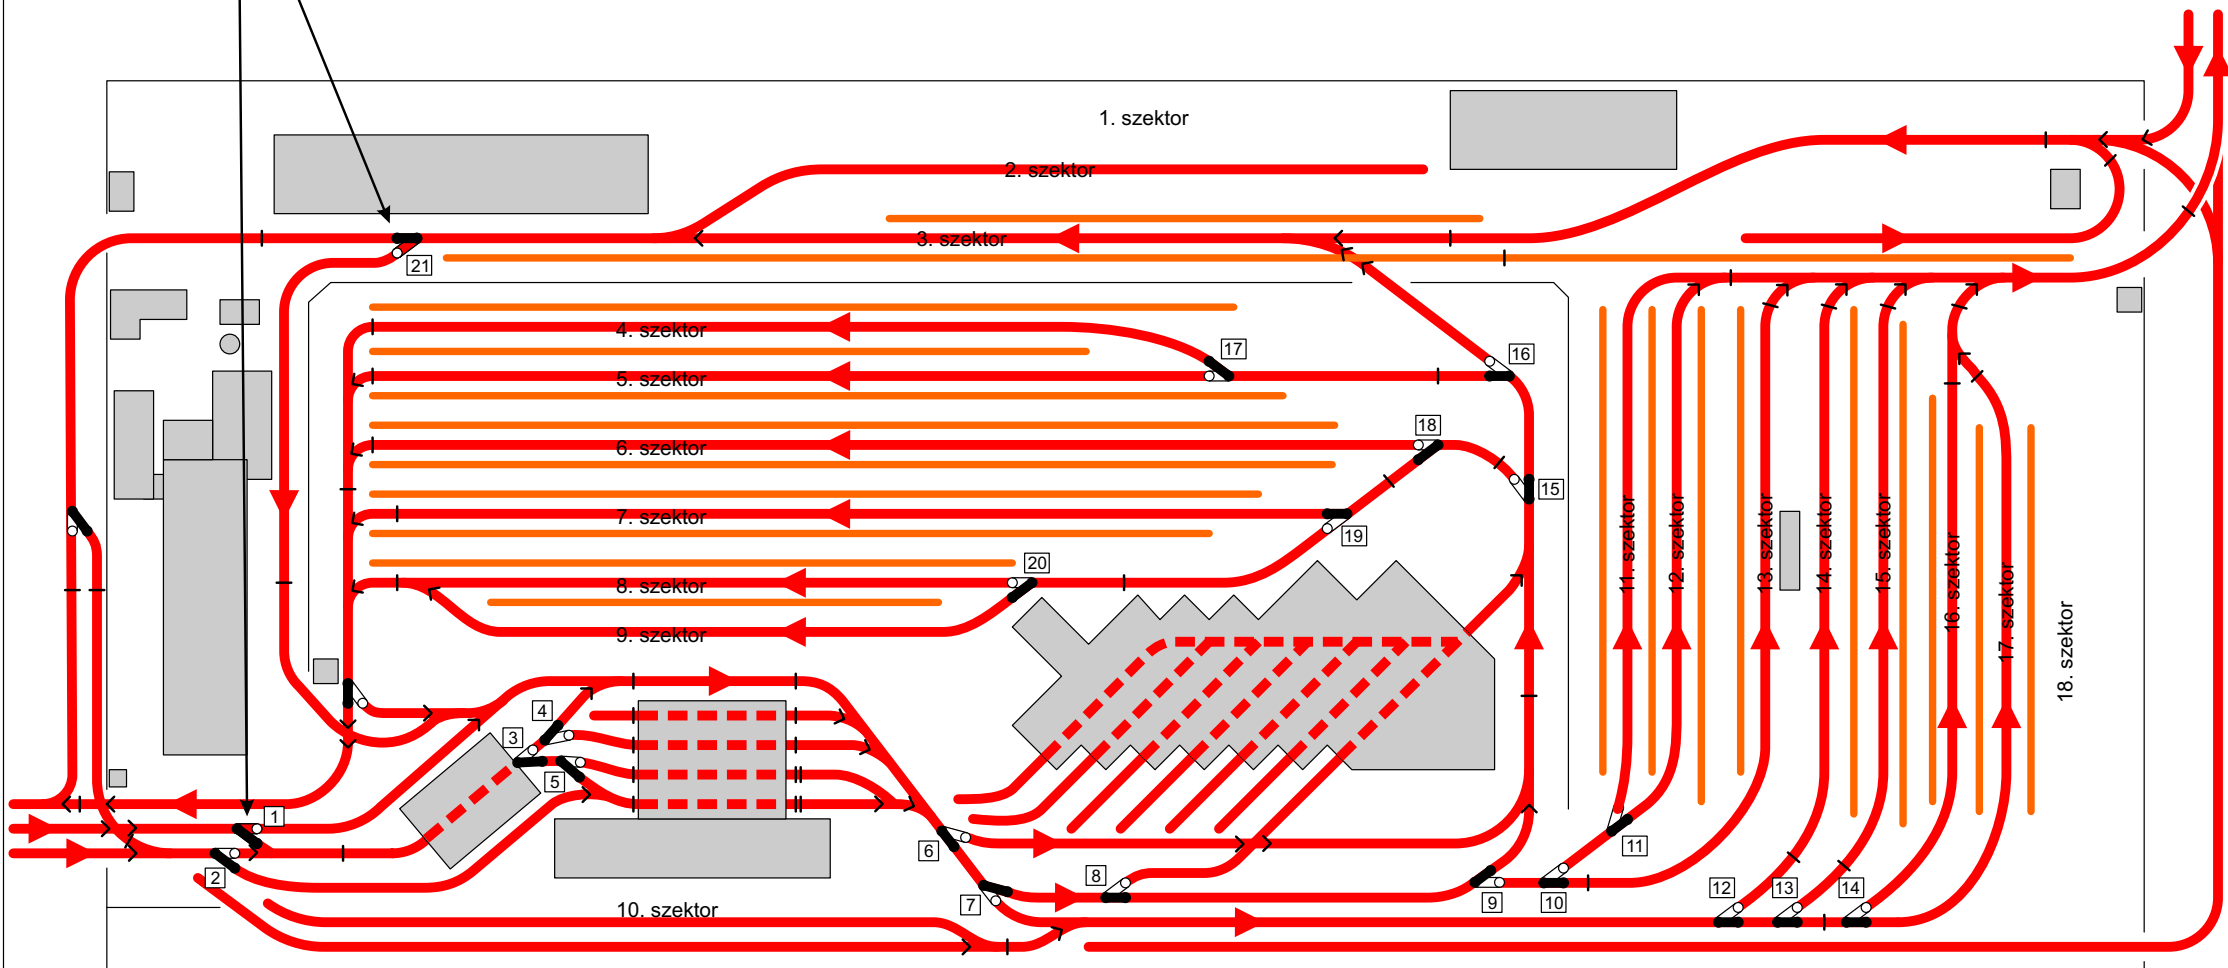 1. szektor
2. szektor
3. szektor
21
4. szektor
17
16
5. szektor
18
6. szektor
15
7. szektor
19
20
8. szektor
9. szektor
11. szektor
12. szektor
13. szektor
14. szektor
15. szektor
16. szektor
17. szektor
18. szektor
4
3
5
1
2
6
7
8
9
10
11
12
13
14
10. szektor